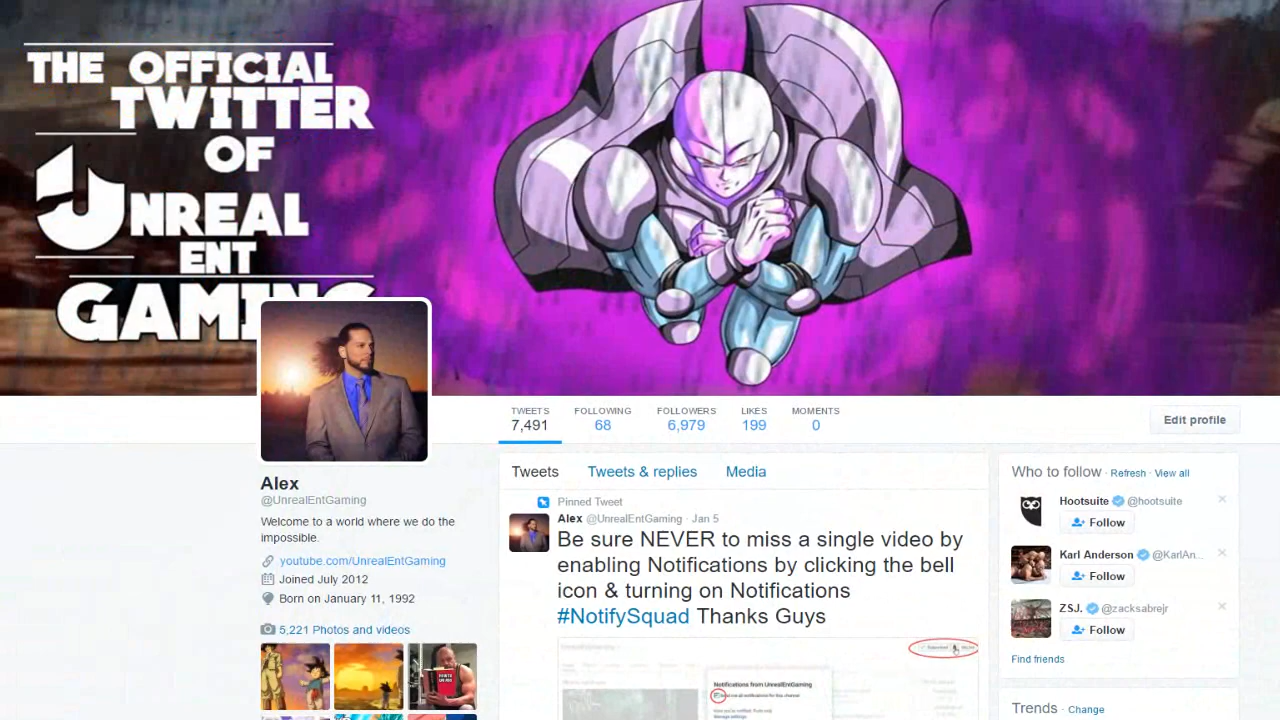 THE OFFICIAL
TWITTER
OF
UNREAL
ENT
GAMING
TWEETS
7,491
FOLLOWING
68
FOLLOWERS
6,979
LIKES
199
MOMENTS
0
Edit profile
Alex
@UnrealEntGaming
Welcome to a world where we do the
impossible.
youtube.com/UnrealEntGaming
Joined July 2012
Born on January 11, 1992
5,221 Photos and videos
Tweets Tweets & replies Media
Pinned Tweet
Alex @UnrealEntGaming · Jan 5
Be sure NEVER to miss a single video by
enabling Notifications by clicking the bell
icon & turning on Notifications
#NotifySquad Thanks Guys
Notifications from UnrealEntGaming
Manage settings
Who to follow · Refresh · View all
Hootsuite @hootsuite
Follow
Karl Anderson @KarlAn...
Follow
ZSJ. @zacksabrejr
Follow
Find friends
Trends · Change